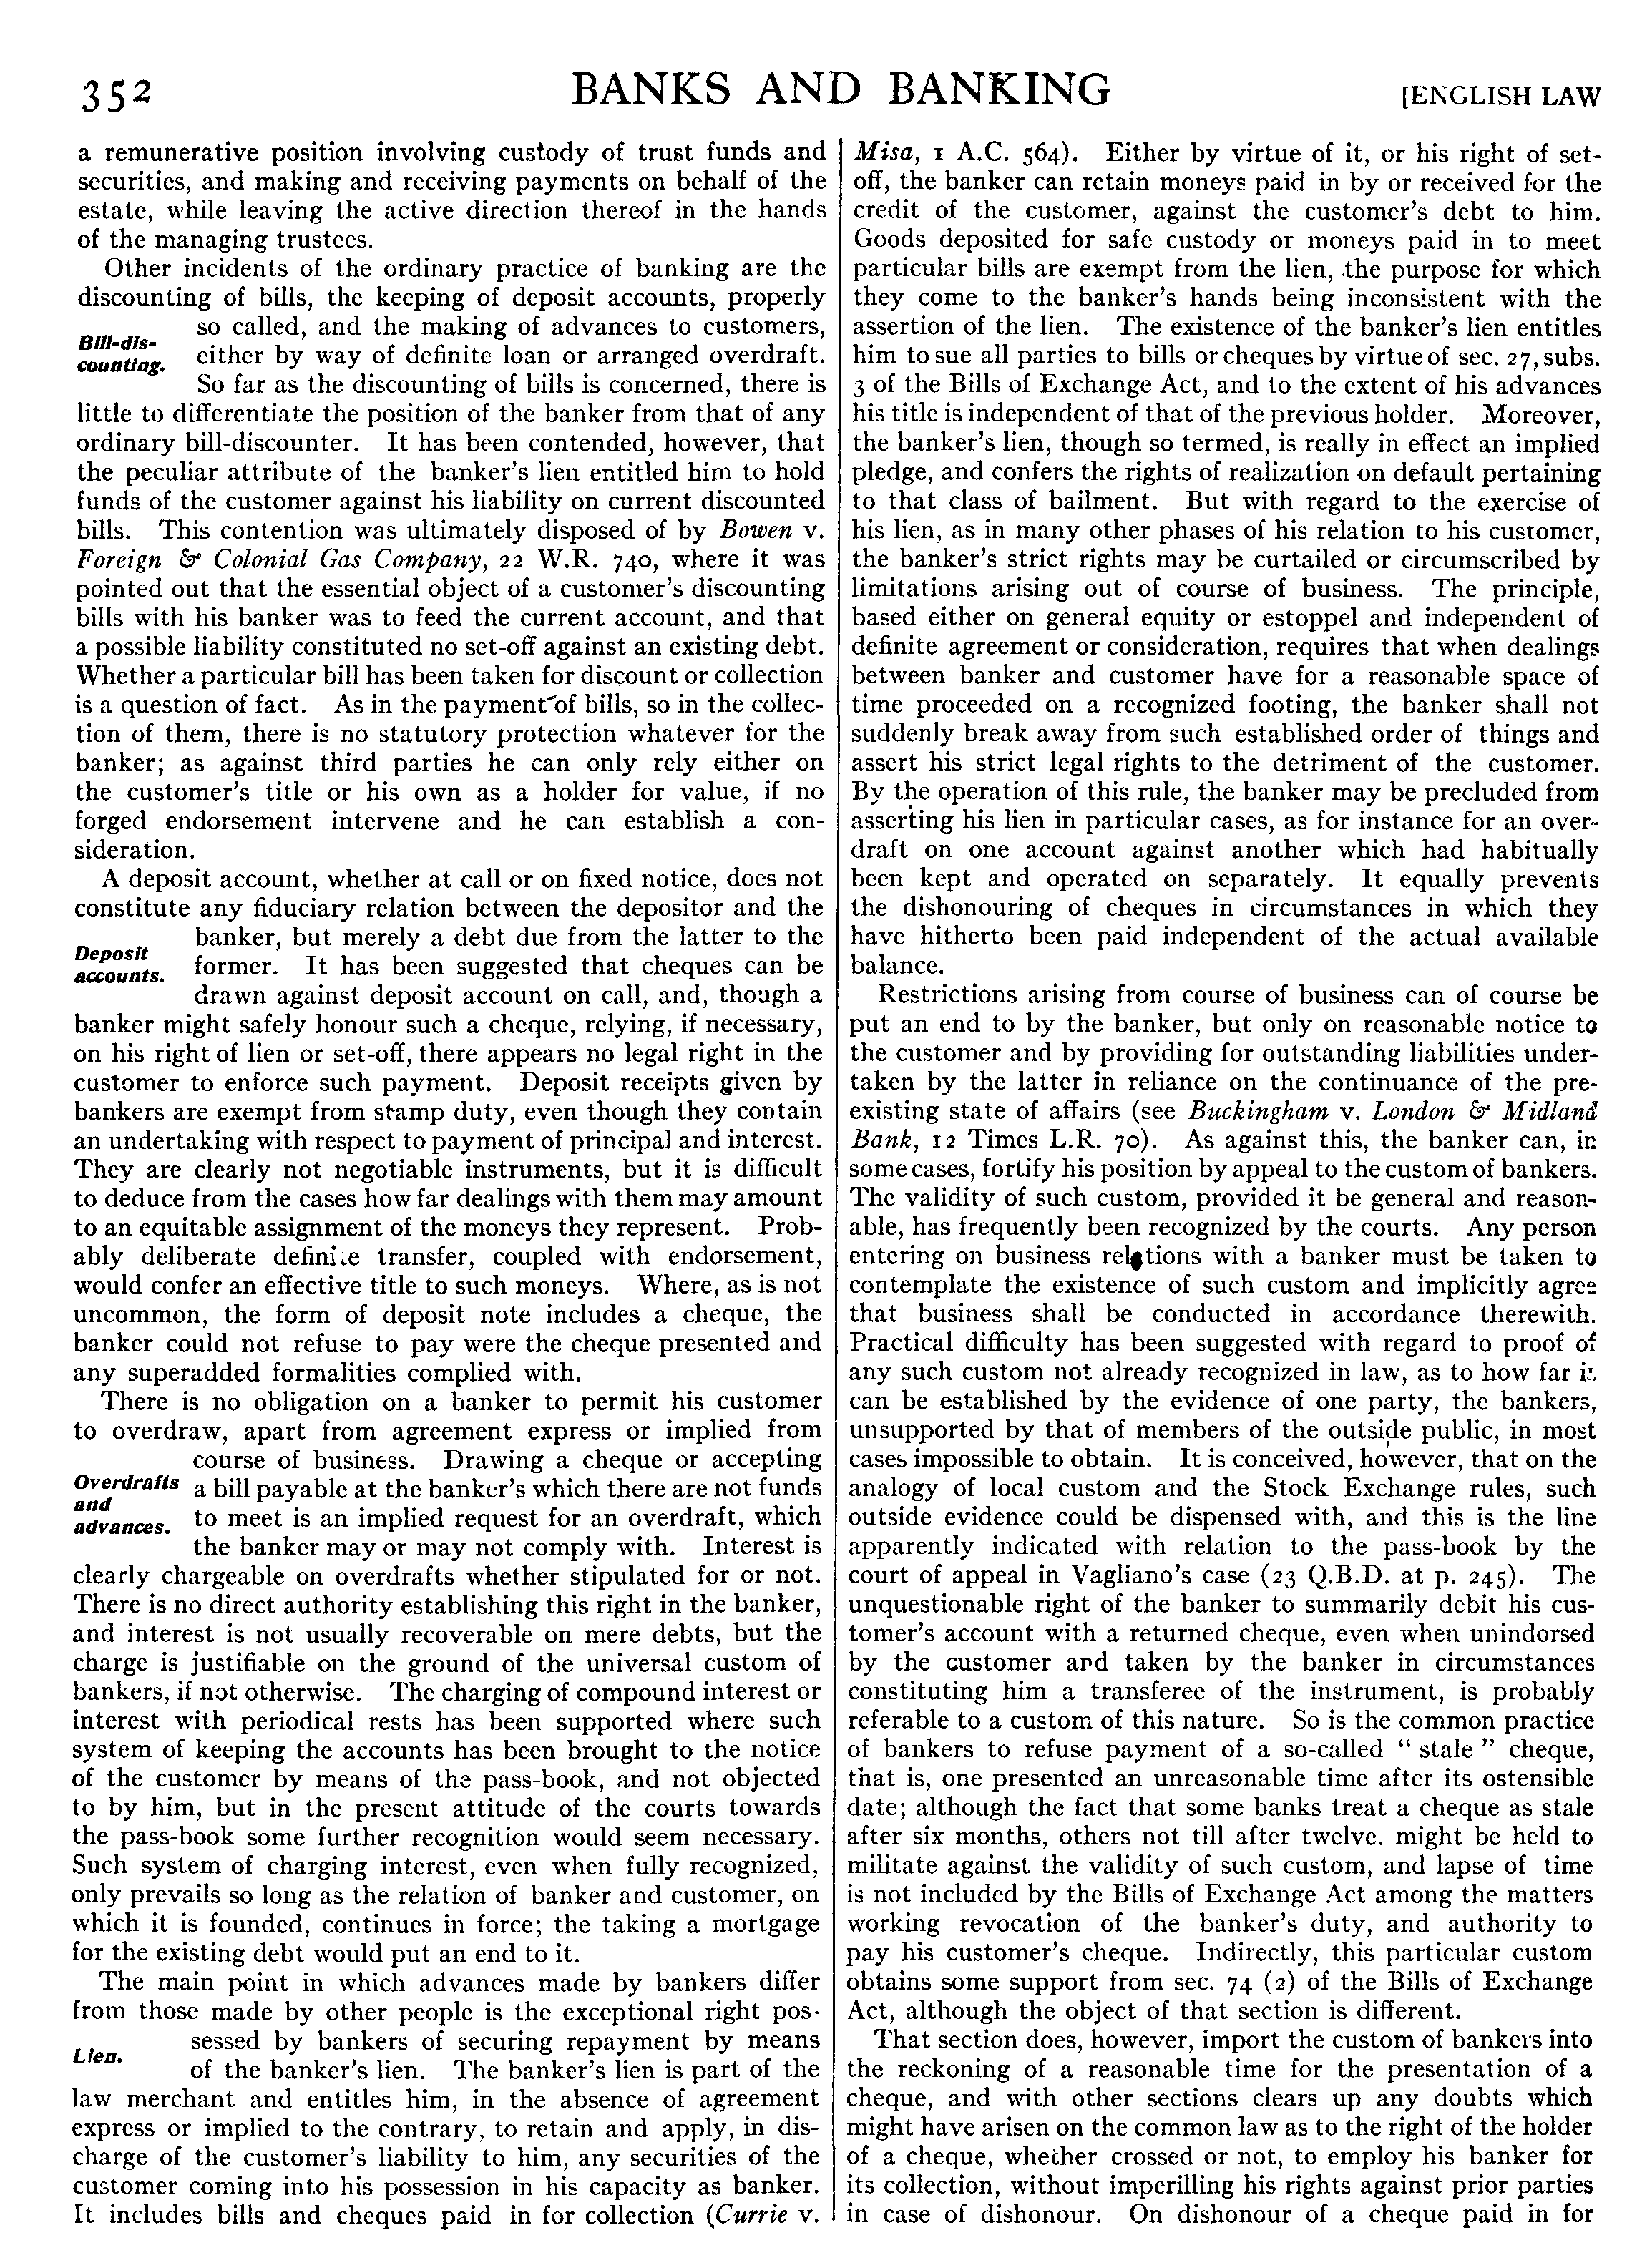 352
BANKS AND BANKING
[ENGLISH LAW
a remunerative position involving custody of trust funds and
securities, and making and receiving payments on behalf of the
estate, while leaving the active direction thereof in the hands
of the managing trustees.
Other incidents of the ordinary practice of banking are the
discounting of bills, the keeping of deposit accounts, properly
Bill-dis-
counting.
so called, and the making of advances to customers,
either by way of definite loan or arranged overdraft.
So far as the discounting of bills is concerned, there is
little to differentiate the position of the banker from that of any
ordinary bill-discounter. It has been contended, however, that
the peculiar attribute of the banker's lien entitled him to hold
funds of the customer against his liability on current discounted
bills. This contention was ultimately disposed of by Bowen v.
Foreign & Colonial Gas Company, 22 W.R. 740, where it was
pointed out that the essential object of a customer's discounting
bills with his banker was to feed the current account, and that
a possible liability constituted no set-off against an existing debt.
Whether a particular bill has been taken for discount or collection
is a question of fact. As in the payment of bills, so in the collec-
tion of them, there is no statutory protection whatever for the
banker; as against third parties he can only rely either on
the customer's title or his own as a holder for value, if no
forged endorsement intervene and he can establish a con-
sideration.
A deposit account, whether at call or on fixed notice, does not
constitute any fiduciary relation between the depositor and the
Deposit
accounts.
banker, but merely a debt due from the latter to the
former. It has been suggested that cheques can be
drawn against deposit account on call, and, though a
banker might safely honour such a cheque, relying, if necessary,
on his right of lien or set-off, there appears no legal right in the
customer to enforce such payment. Deposit receipts given by
bankers are exempt from stamp duty, even though they contain
an undertaking with respect to payment of principal and interest.
They are clearly not negotiable instruments, but it is difficult
to deduce from the cases how far dealings with them may amount
to an equitable assignment of the moneys they represent. Prob-
ably deliberate definite transfer, coupled with endorsement,
would confer an effective title to such moneys. Where, as is not
uncommon, the form of deposit note includes a cheque, the
banker could not refuse to pay were the cheque presented and
any superadded formalities complied with.
There is no obligation on a banker to permit his customer
to overdraw, apart from agreement express or implied from
Overdrafts
and
advances.
course of business. Drawing a cheque or accepting
a bill payable at the banker's which there are not funds
to meet is an implied request for an overdraft, which
the banker may or may not comply with. Interest is
clearly chargeable on overdrafts whether stipulated for or not.
There is no direct authority establishing this right in the banker,
and interest is not usually recoverable on mere debts, but the
charge is justifiable on the ground of the universal custom of
bankers, if not otherwise. The charging of compound interest or
interest with periodical rests has been supported where such
system of keeping the accounts has been brought to the notice
of the customer by means of the pass-book, and not objected
to by him, but in the present attitude of the courts towards
the pass-book some further recognition would seem necessary.
Such system of charging interest, even when fully recognized,
only prevails so long as the relation of banker and customer, on
which it is founded, continues in force; the taking a mortgage
for the existing debt would put an end to it.
The main point in which advances made by bankers differ
from those made by other people is the exceptional right pos-
Lien.
sessed by bankers of securing repayment by means
of the banker's lien. The banker's lien is part of the
law merchant and entitles him, in the absence of agreement
express or implied to the contrary, to retain and apply, in dis-
charge of the customer's liability to him, any securities of the
customer coming into his possession in his capacity as banker.
It includes bills and cheques paid in for collection (Currie v.
Misa, 1 A.C. 564). Either by virtue of it, or his right of set-
off, the banker can retain moneys paid in by or received for the
credit of the customer, against the customer's debt to him.
Goods deposited for safe custody or moneys paid in to meet
particular bills are exempt from the lien, the purpose for which
they come to the banker's hands being inconsistent with the
assertion of the lien. The existence of the banker's lien entitles
him to sue all parties to bills or cheques by virtue of sec. 27, subs.
3 of the Bills of Exchange Act, and to the extent of his advances
his title is independent of that of the previous holder. Moreover,
the banker's lien, though so termed, is really in effect an implied
pledge, and confers the rights of realization on default pertaining
to that class of bailment. But with regard to the exercise of
his lien, as in many other phases of his relation to his customer,
the banker's strict rights may be curtailed or circumscribed by
limitations arising out of course of business. The principle,
based either on general equity or estoppel and independent of
definite agreement or consideration, requires that when dealings
between banker and customer have for a reasonable space of
time proceeded on a recognized footing, the banker shall not
suddenly break away from such established order of things and
assert his strict legal rights to the detriment of the customer.
By the operation of this rule, the banker may be precluded from
asserting his lien in particular cases, as for instance for an over-
draft on one account against another which had habitually
been kept and operated on separately. It equally prevents
the dishonouring of cheques in circumstances in which they
have hitherto been paid independent of the actual available
balance.
Restrictions arising from course of business can of course be
put an end to by the banker, but only on reasonable notice to
the customer and by providing for outstanding liabilities under-
taken by the latter in reliance on the continuance of the pre-
existing state of affairs (see Buckingham v. London & Midland
Bank, 12 Times L.R. 70). As against this, the banker can, in
some cases, fortify his position by appeal to the custom of bankers.
The validity of such custom, provided it be general and reason-
able, has frequently been recognized by the courts. Any person
entering on business relations with a banker must be taken to
contemplate the existence of such custom and implicitly agree
that business shall be conducted in accordance therewith.
Practical difficulty has been suggested with regard to proof of
any such custom not already recognized in law, as to how far it
can be established by the evidence of one party, the bankers,
unsupported by that of members of the outside public, in most
cases impossible to obtain. It is conceived, however, that on the
analogy of local custom and the Stock Exchange rules, such
outside evidence could be dispensed with, and this is the line
apparently indicated with relation to the pass-book by the
court of appeal in Vagliano's case (23 Q.B.D. at p. 245). The
unquestionable right of the banker to summarily debit his cus-
tomer's account with a returned cheque, even when unindorsed
by the customer and taken by the banker in circumstances
constituting him a transferee of the instrument, is probably
referable to a custom of this nature. So is the common practice
of bankers to refuse payment of a so-called " stale " cheque,
that is, one presented an unreasonable time after its ostensible
date; although the fact that some banks treat a cheque as stale
after six months, others not till after twelve, might be held to
militate against the validity of such custom, and lapse of time
is not included by the Bills of Exchange Act among the matters
working revocation of the banker's duty, and authority to
pay his customer's cheque. Indirectly, this particular custom
obtains some support from sec. 74 (2) of the Bills of Exchange
Act, although the object of that section is different.
That section does, however, import the custom of bankers into
the reckoning of a reasonable time for the presentation of a
cheque, and with other sections clears up any doubts which
might have arisen on the common law as to the right of the holder
of a cheque, whether crossed or not, to employ his banker for
its collection, without imperilling his rights against prior parties
in case of dishonour. On dishonour of a cheque paid in for